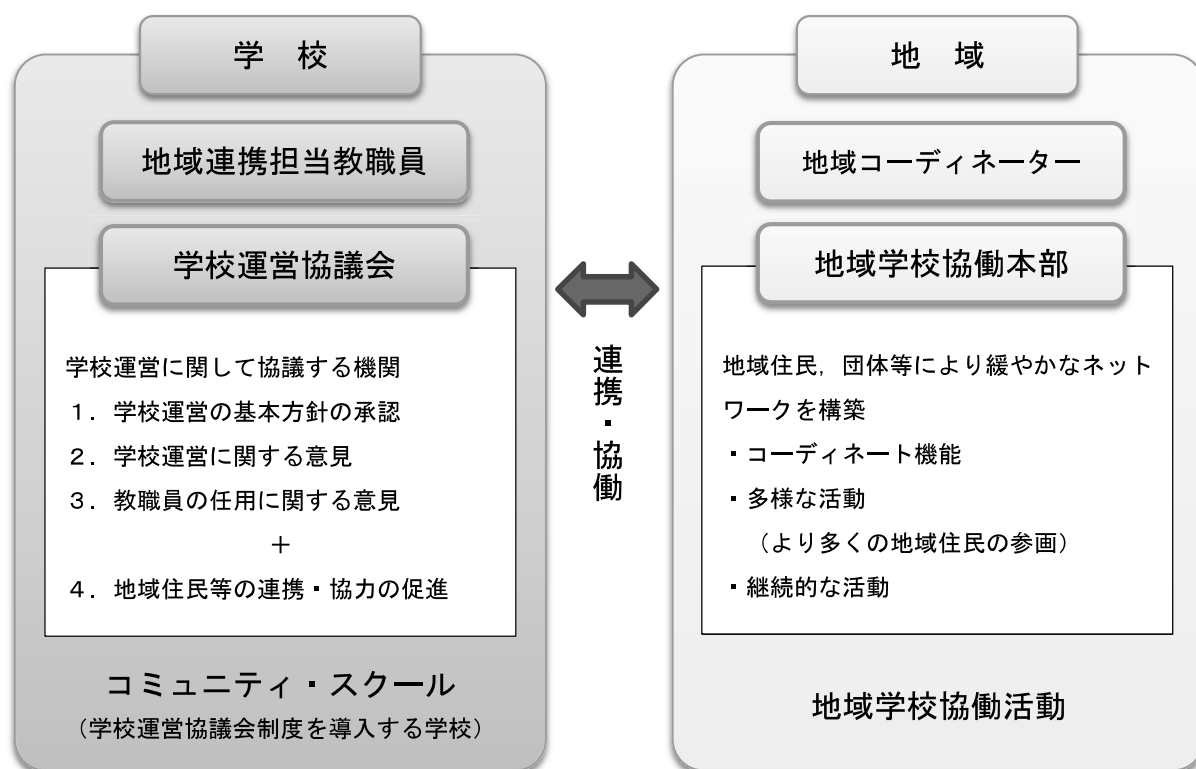 学　校
地域連携担当教職員
学校運営協議会
学校運営に関して協議する機関
１．学校運営の基本方針の承認
２．学校運営に関する意見
３．教職員の任用に関する意見
＋
４．地域住民等の連携・協力の促進
コミュニティ・スクール
（学校運営協議会制度を導入する学校）
連携・協働
地　域
地域コーディネーター
地域学校協働本部
地域住民，団体等により緩やかなネット
ワークを構築
・コーディネート機能
・多様な活動
（より多くの地域住民の参画）
・継続的な活動
地域学校協働活動